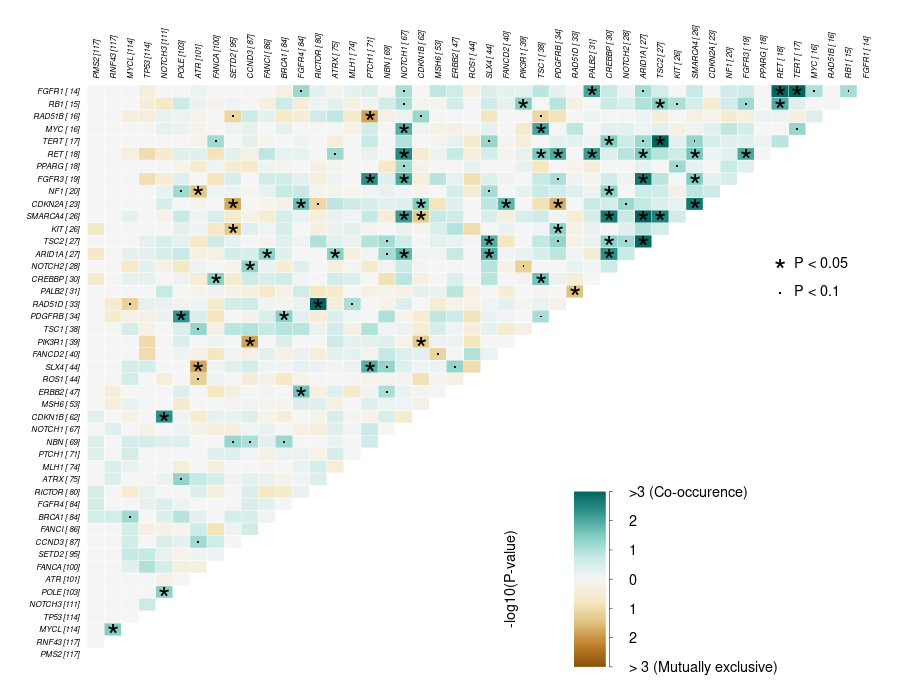 PMS2 [117]
RNF43 [117]
MYCL [114]
TP53 [114]
NOTCH3 [111]
POLE [103]
ATR [101]
FANCA [100]
SETD2 [95]
CCND3 [87]
FANCI [86]
BRCA1 [84]
FGFR4 [84]
RICTOR [80]
ATRX [75]
MLH1 [74]
PTCH1 [71]
NBN [69]
NOTCH1 [67]
CDKN1B [62]
MSH6 [53]
ERBB2 [47]
ROS1 [44]
SLX4 [44]
FANCD2 [40]
PIK3R1 [39]
TSC1 [38]
PDGFRB [34]
RAD51D [33]
PALB2 [31]
CREBBP [30]
NOTCH2 [28]
ARID1A [27]
TSC2 [27]
KIT [26]
SMARCA4 [26]
CDKN2A [23]
NF1 [20]
FGFR3 [19]
PPARG [18]
RET [18]
TERT [17]
MYC [16]
RAD51B [16]
RB1 [15]
FGFR1 [14]
FGFR1 [14]
RB1 [15]
RAD51B [16]
MYC [16]
TERT [17]
RET [18]
PPARG [18]
FGFR3 [19]
NF1 [20]
CDKN2A [23]
SMARCA4 [26]
KIT [26]
TSC2 [27]
ARID1A [27]
NOTCH2 [28]
CREBBP [30]
PALB2 [31]
RAD51D [33]
PDGFRB [34]
TSC1 [38]
PIK3R1 [39]
FANCD2 [40]
SLX4 [44]
ROS1 [44]
ERBB2 [47]
MSH6 [53]
CDKN1B [62]
NOTCH1 [67]
NBN [69]
PTCH1 [71]
MLH1 [74]
ATRX [75]
RICTOR [80]
FGFR4 [84]
BRCA1 [84]
FANCI [86]
CCND3 [87]
SETD2 [95]
FANCA [100]
ATR [101]
POLE [103]
NOTCH3 [111]
TP53 [114]
MYCL [114]
RNF43 [117]
PMS2 [117]
* P < 0.05
· P < 0.1
-log10(P-value)
>3 (Co-occurence)
2
1
0
1
2
> 3 (Mutually exclusive)